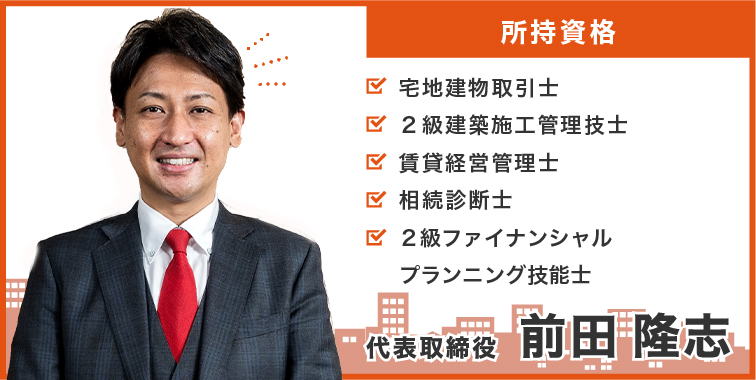 所持資格
宅地建物取引士
２級建築施工管理技士
賃貸経営管理士
相続診断士
２級ファイナンシャル
プランニング技能士
代表取締役 前田 隆志